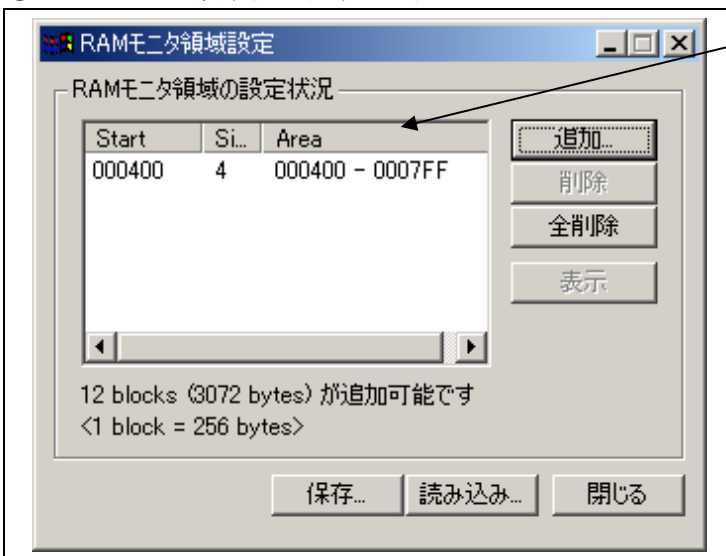 RAMモニタ領域設定
RAMモニタ領域の設定状況
Start Si... Area
000400 4 000400 - 0007FF
追加...
削除
全削除
表示
12 blocks (3072 bytes) が追加可能です
<1 block = 256 bytes>
保存... 読み込み... 閉じる